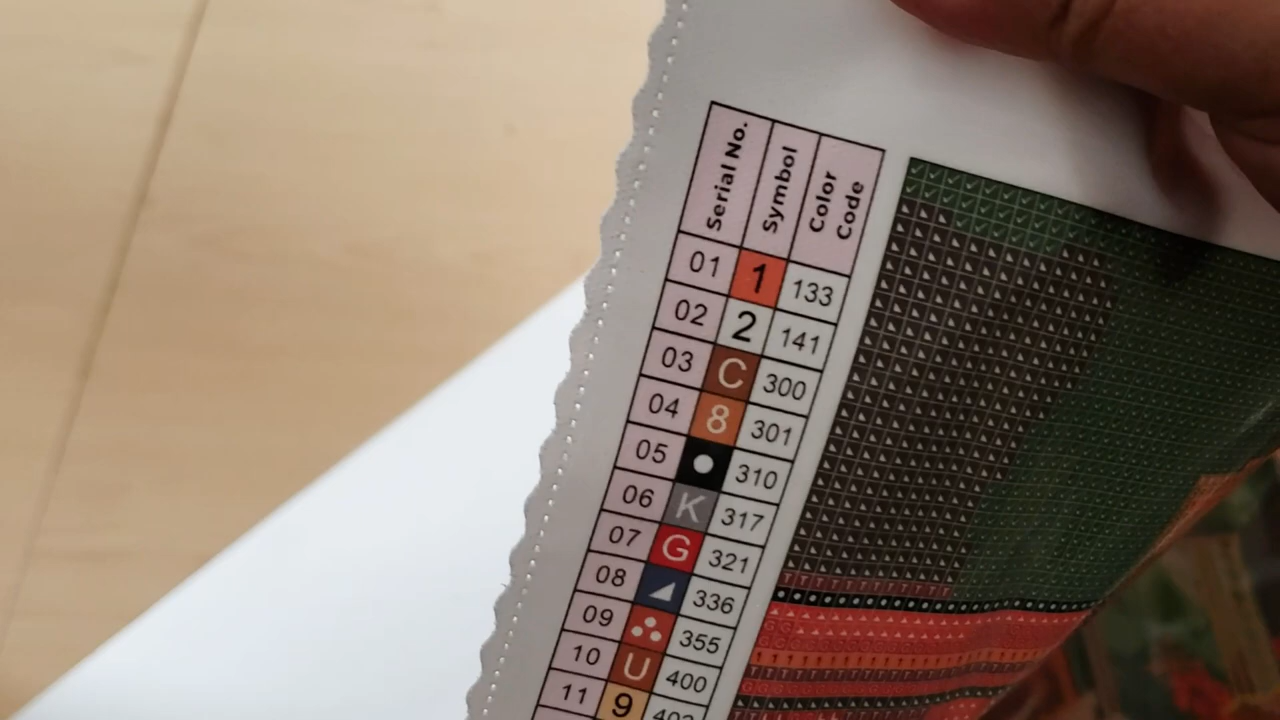 Serial No. Symbol Color Code
01 1 133
02 2 141
03 C 300
04 8 301
05 310
06 K 317
07 G 321
08 336
09 355
10 U 400
11 9